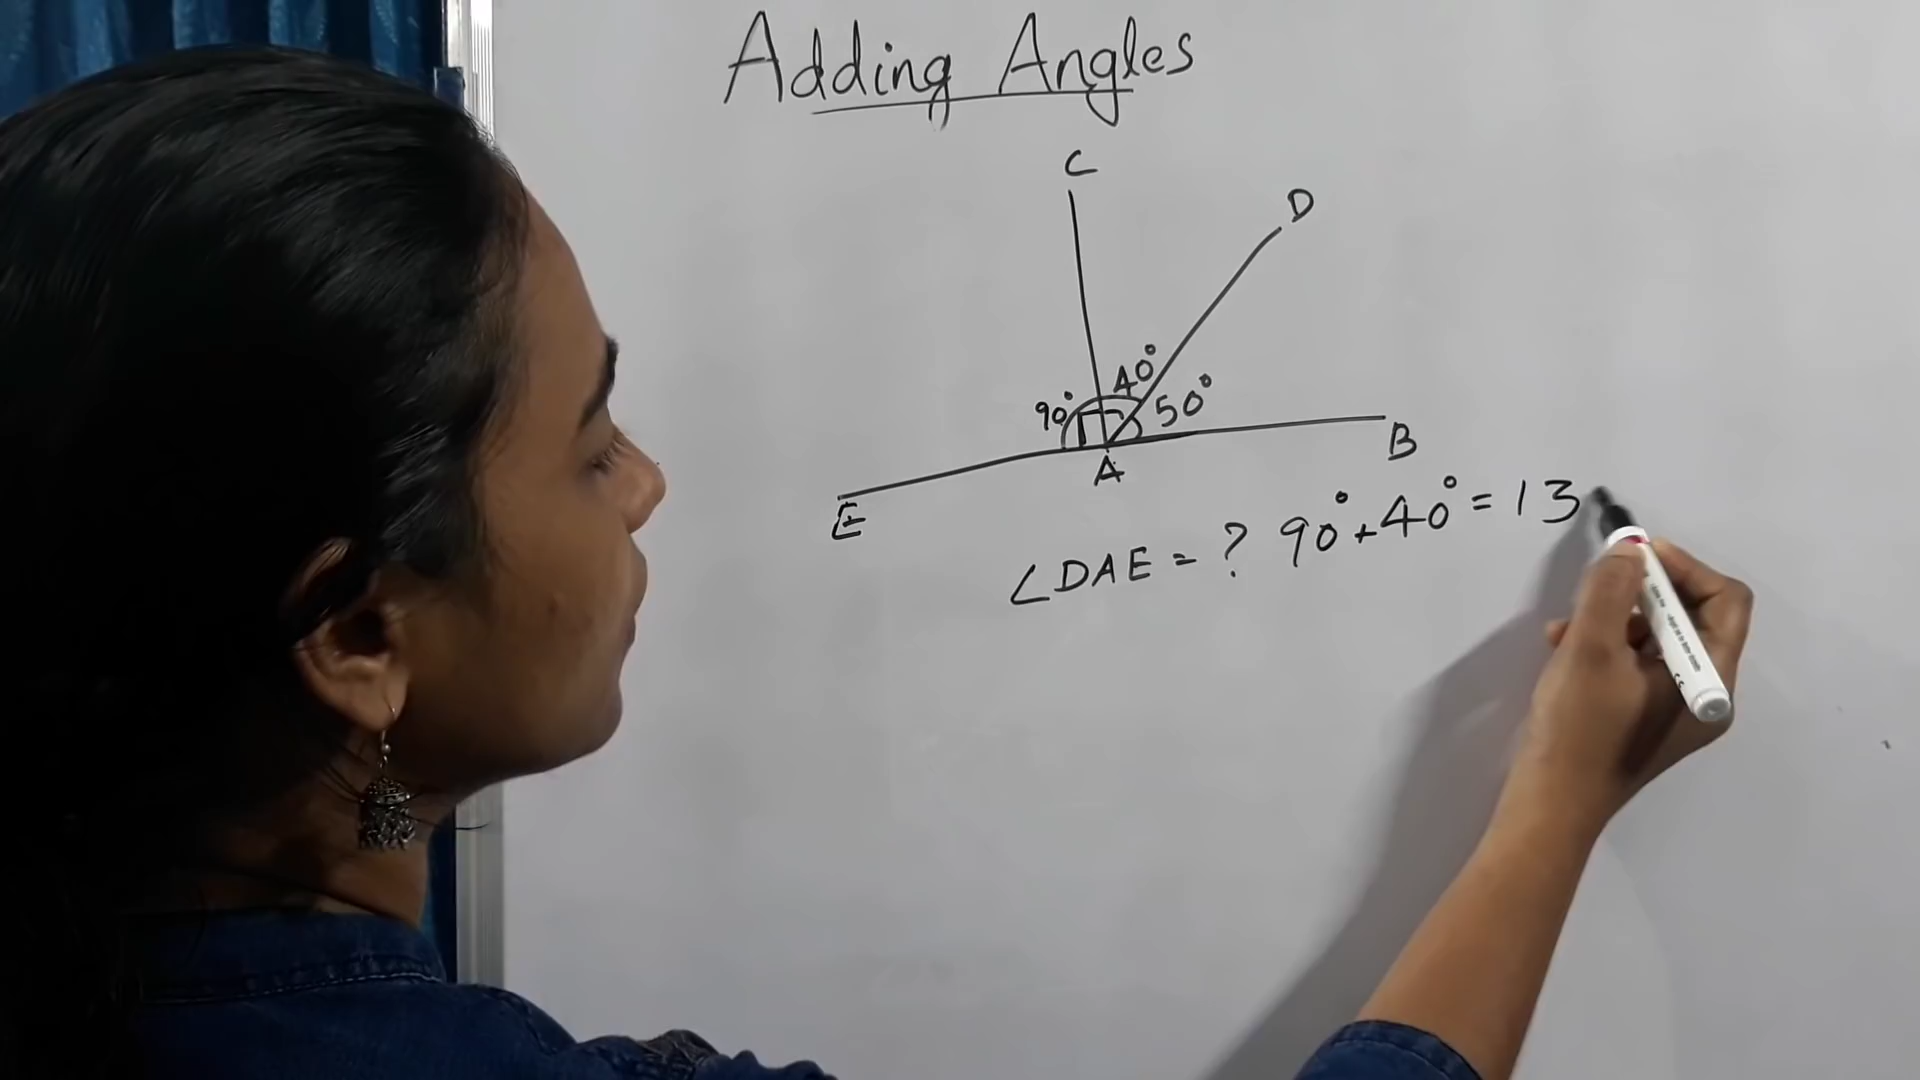 Adding Angles
C
D
40°
90°
50°
A
B
E
∠DAE = ? 90° + 40° = 13